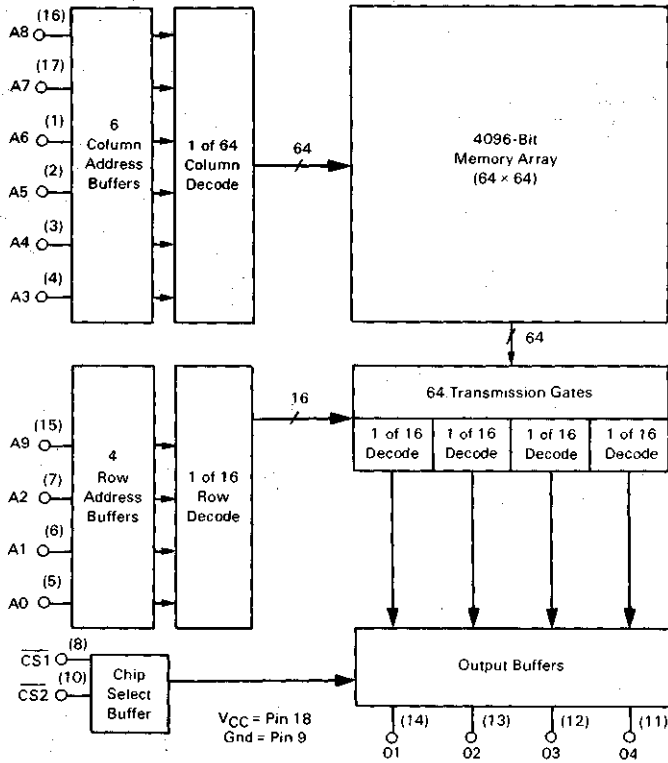 (16)
A8
(17)
A7
(1)
A6
(2)
A5
(3)
A4
(4)
A3
6
Column
Address
Buffers
1 of 64
Column
Decode
64
4096-Bit
Memory Array
(64 × 64)
64
(15)
A9
(7)
A2
(6)
A1
(5)
A0
4
Row
Address
Buffers
1 of 16
Row
Decode
16
64 Transmission Gates
1 of 16
Decode
1 of 16
Decode
1 of 16
Decode
1 of 16
Decode
(8)
CS1
(10)
CS2
Chip
Select
Buffer
Output Buffers
VCC = Pin 18
Gnd = Pin 9
(14)
01
(13)
02
(12)
03
(11)
04